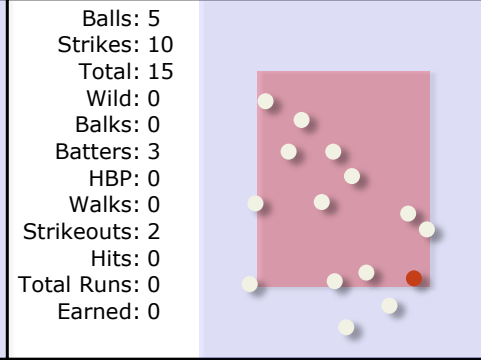 Balls: 5
Strikes: 10
Total: 15
Wild: 0
Balks: 0
Batters: 3
HBP: 0
Walks: 0
Strikeouts: 2
Hits: 0
Total Runs: 0
Earned: 0